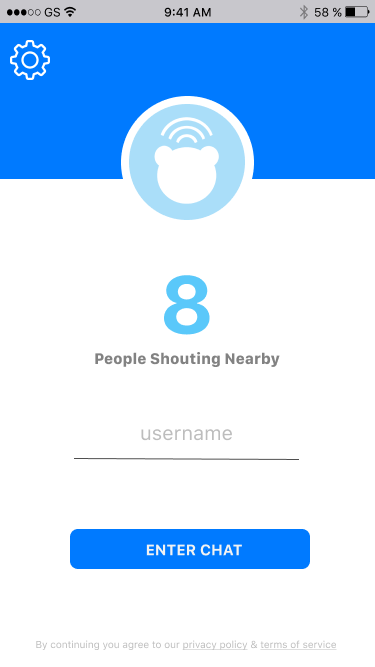 GS 9:41 AM 58 %
8
People Shouting Nearby
username
ENTER CHAT
By continuing you agree to our privacy policy & terms of service